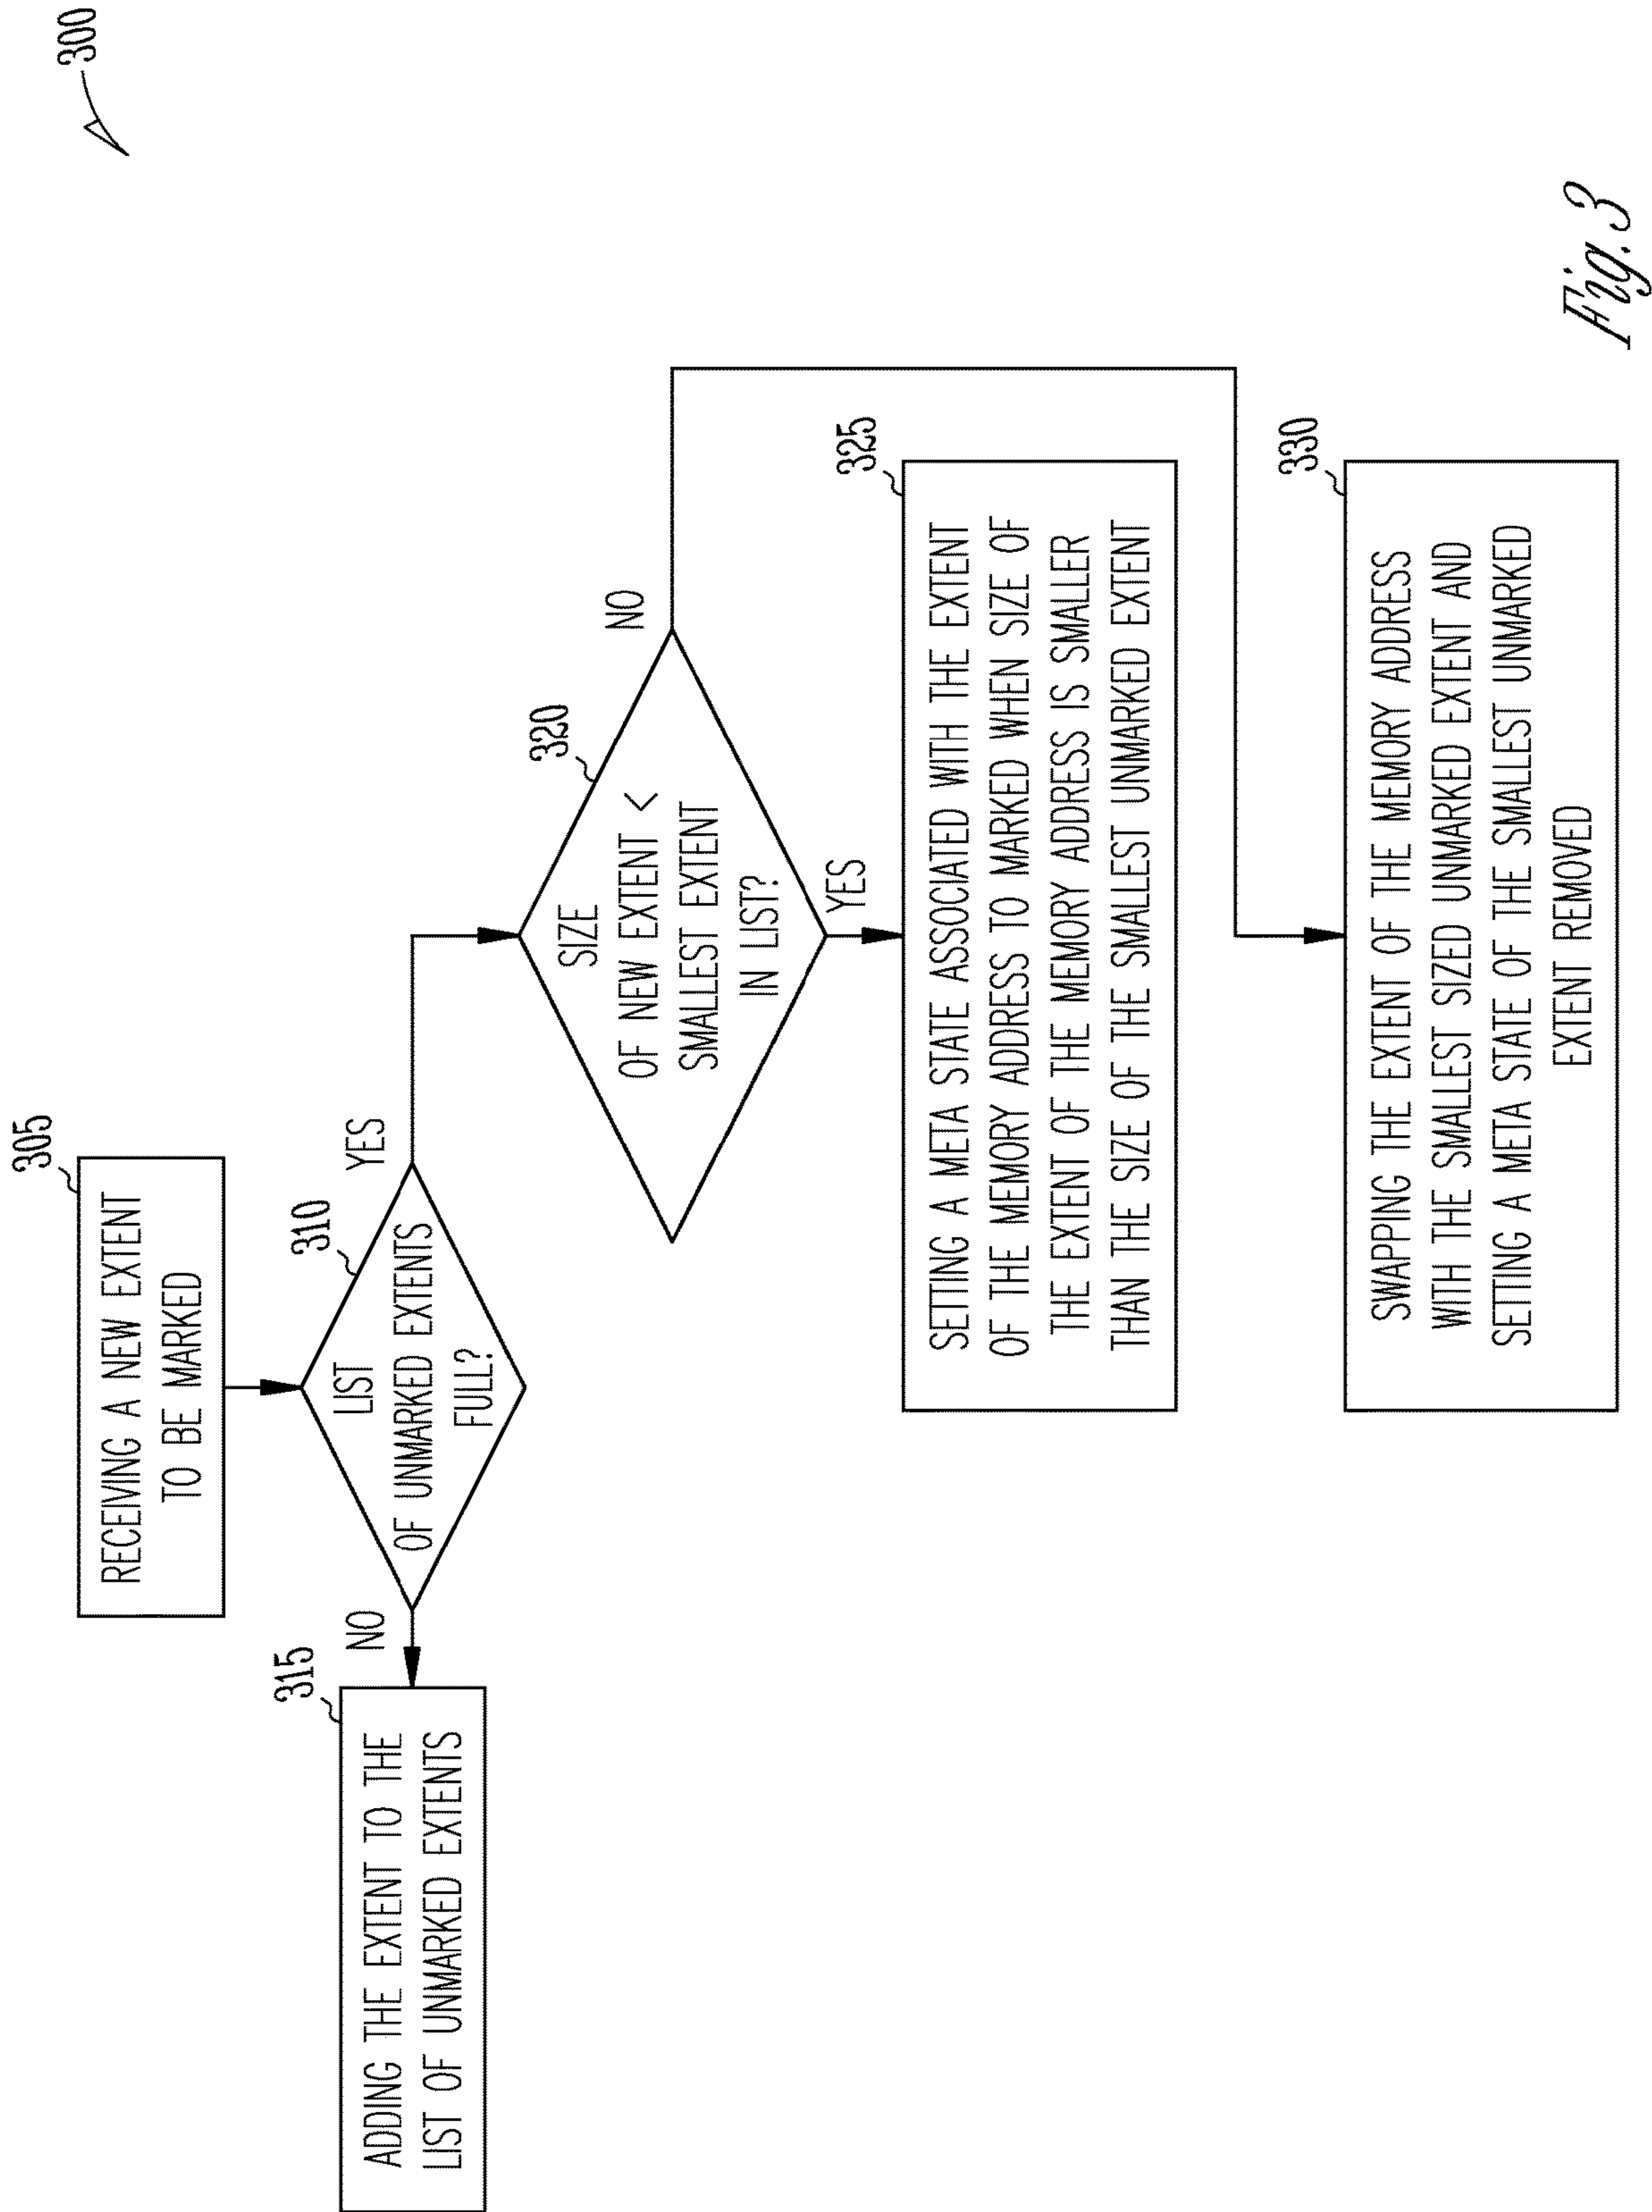 300
305
RECEIVING A NEW EXTENT
TO BE MARKED
310
LIST
OF UNMARKED EXTENTS
FULL?
NO
YES
315
ADDING THE EXTENT TO THE
LIST OF UNMARKED EXTENTS
320
SIZE
OF NEW EXTENT <
SMALLEST EXTENT
IN LIST?
NO
YES
325
SETTING A META STATE ASSOCIATED WITH THE EXTENT
OF THE MEMORY ADDRESS TO MARKED WHEN SIZE OF
THE EXTENT OF THE MEMORY ADDRESS IS SMALLER
THAN THE SIZE OF THE SMALLEST UNMARKED EXTENT
330
SWAPPING THE EXTENT OF THE MEMORY ADDRESS
WITH THE SMALLEST SIZED UNMARKED EXTENT AND
SETTING A META STATE OF THE SMALLEST UNMARKED
EXTENT REMOVED
Fig. 3